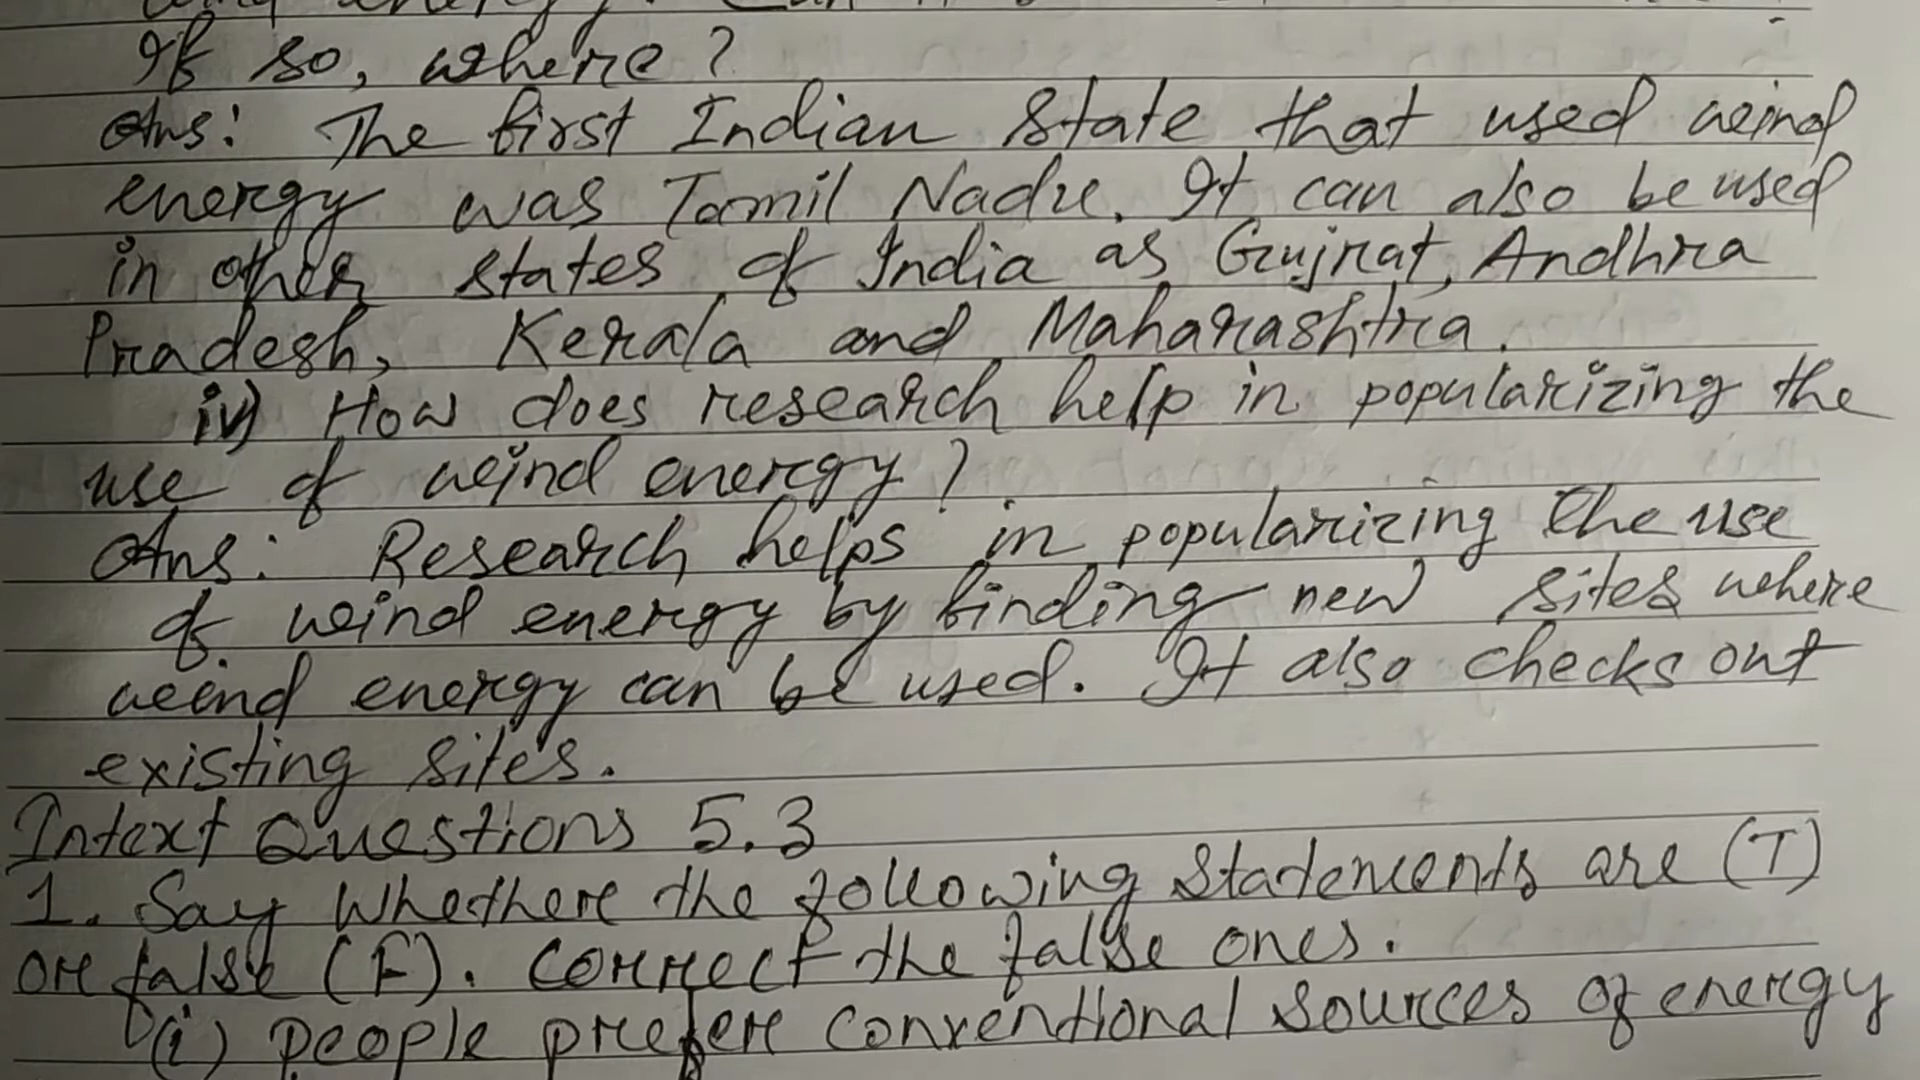 wind energy. Can it
If so, where?
Ans: The first Indian State that used wind
energy was Tamil Nadu. It can also be used
in other states of India as Gujrat, Andhra
Pradesh, Kerala and Maharashtra.
iv) How does research help in popularizing the
use of wind energy?
Ans: Research helps in popularizing the use
of wind energy by finding new sites where
wind energy can be used. It also checks out
existing sites.
Intext Questions 5.3
1. Say Whether the following Statements are (T)
or false (F). Correct the false ones.
(i) People prefer conventional sources of energy